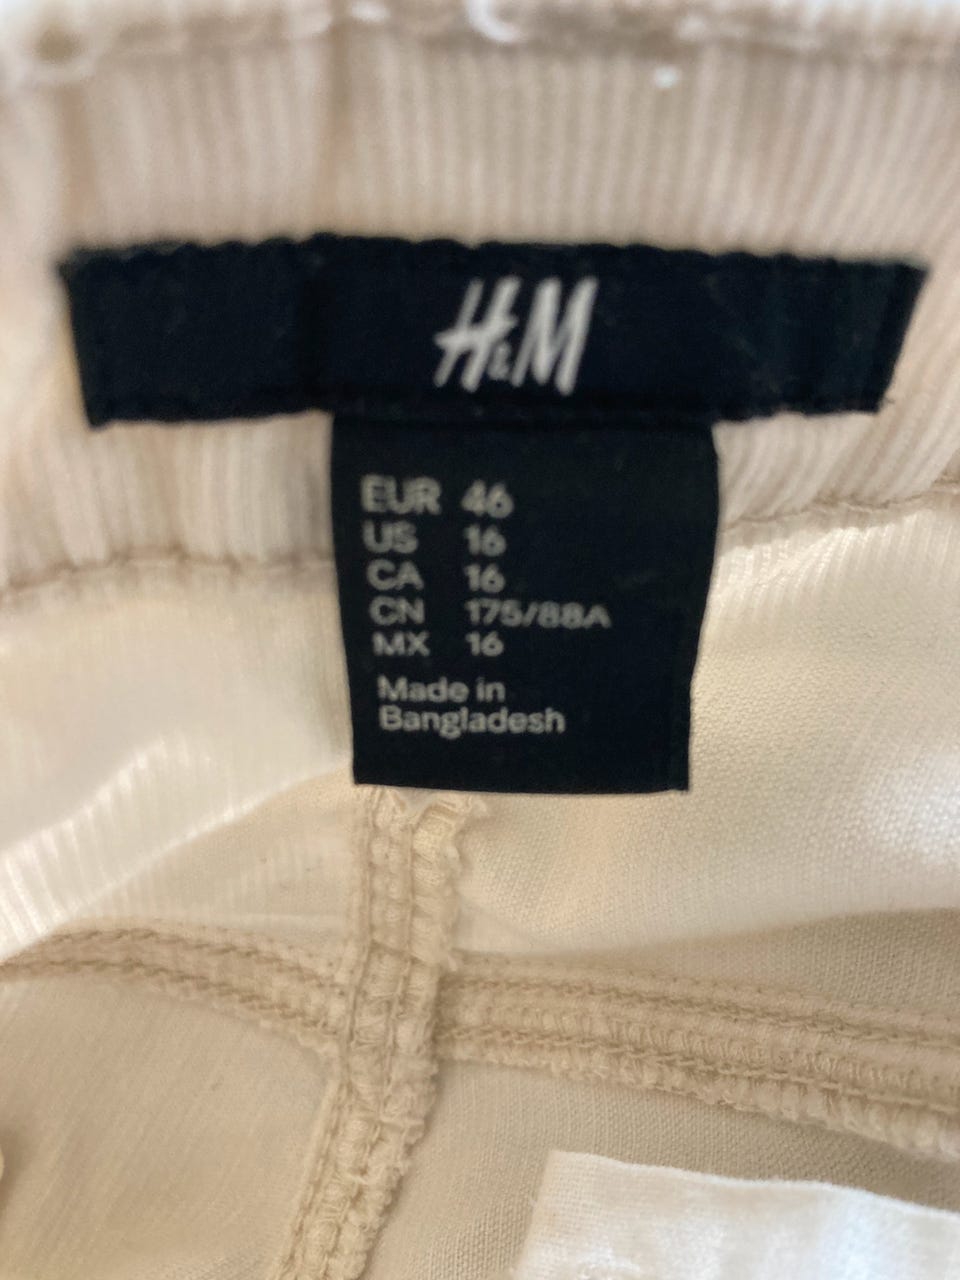 H&M
EUR 46
US 16
CA 16
CN 175/88A
MX 16
Made in
Bangladesh